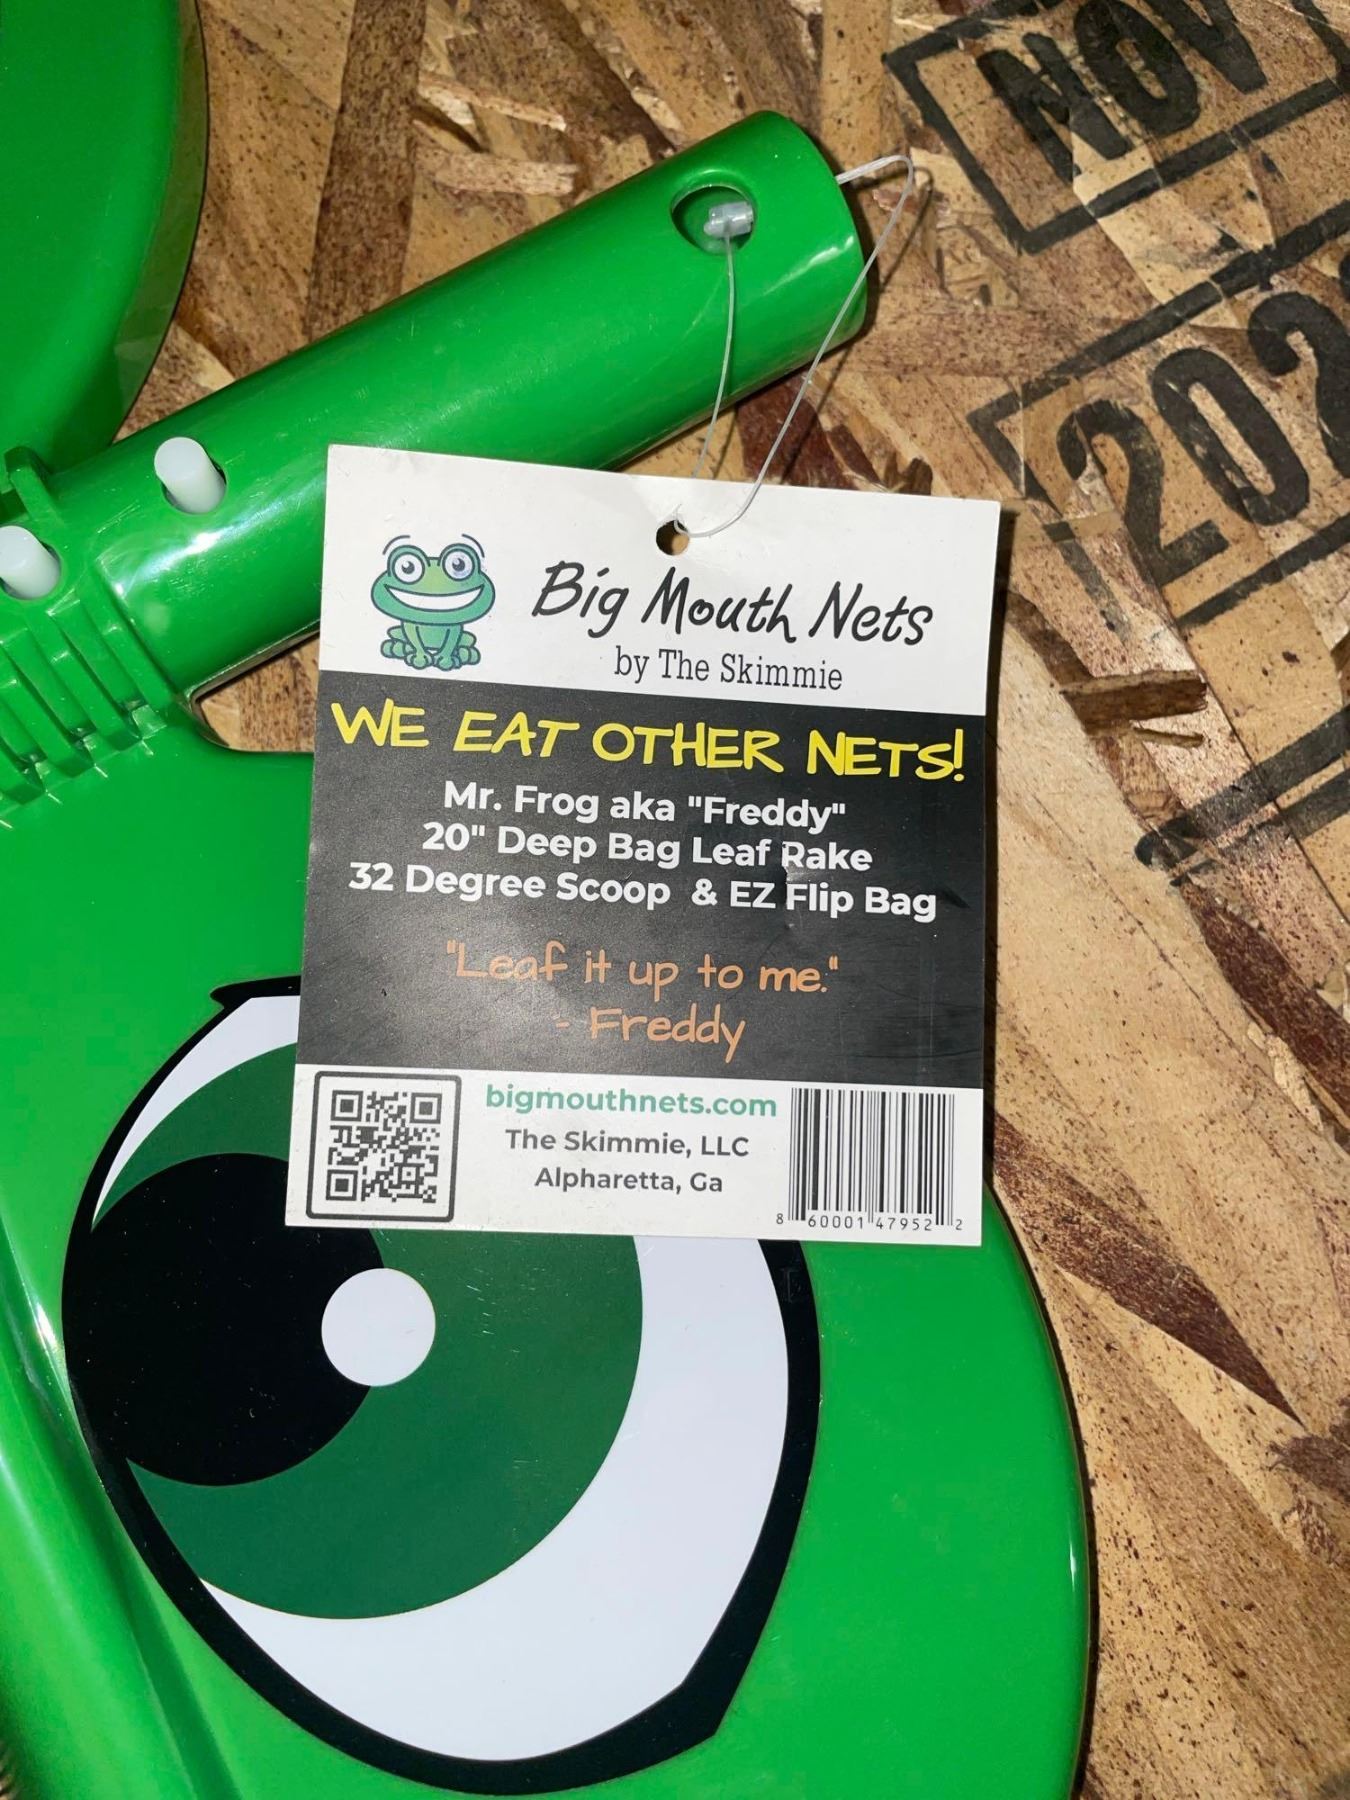 NOV
202
Big Mouth Nets
by The Skimmie
WE EAT OTHER NETS!
Mr. Frog aka "Freddy"
20" Deep Bag Leaf Rake
32 Degree Scoop & EZ Flip Bag
"Leaf it up to me."
- Freddy
bigmouthnets.com
The Skimmie, LLC
Alpharetta, Ga
8 60001 47952 2